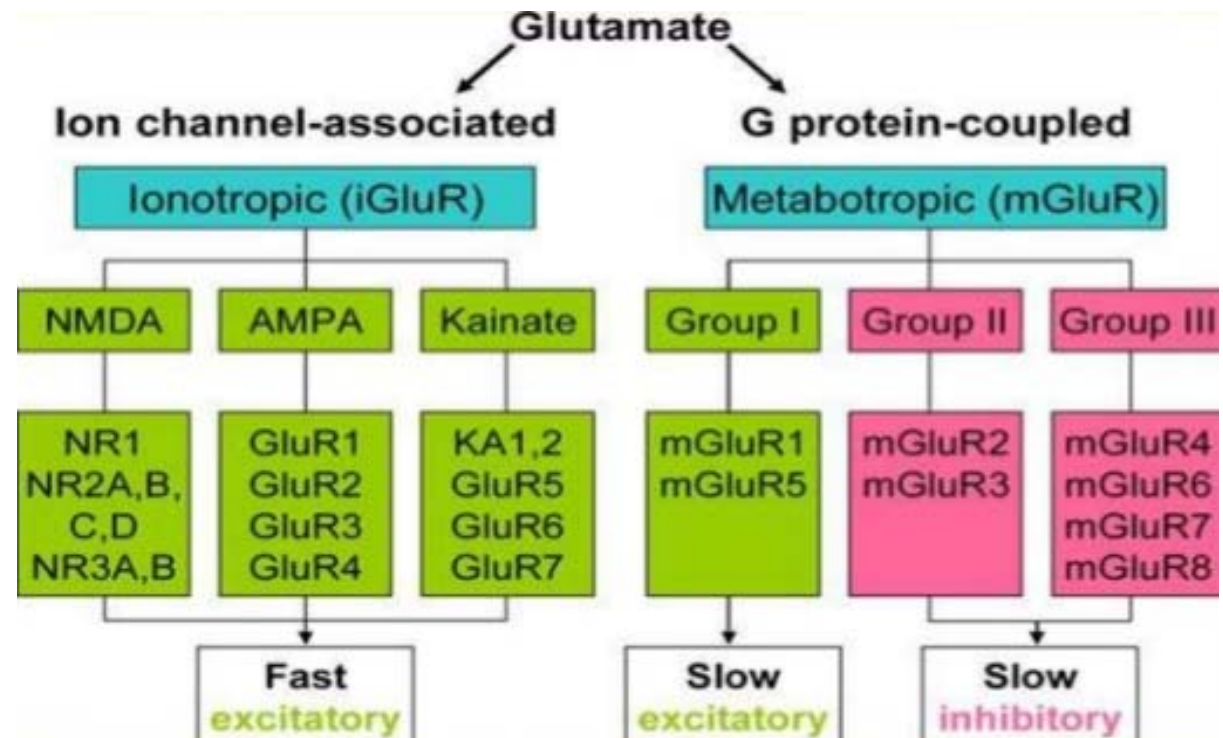 Glutamate
Ion channel-associated
G protein-coupled
Ionotropic (iGluR)
Metabotropic (mGluR)
NMDA
AMPA
Kainate
Group I
Group II
Group III
NR1
NR2A,B,
C,D
NR3A,B
GluR1
GluR2
GluR3
GluR4
KA1,2
GluR5
GluR6
GluR7
mGluR1
mGluR5
mGluR2
mGluR3
mGluR4
mGluR6
mGluR7
mGluR8
Fast
excitatory
Slow
excitatory
Slow
inhibitory